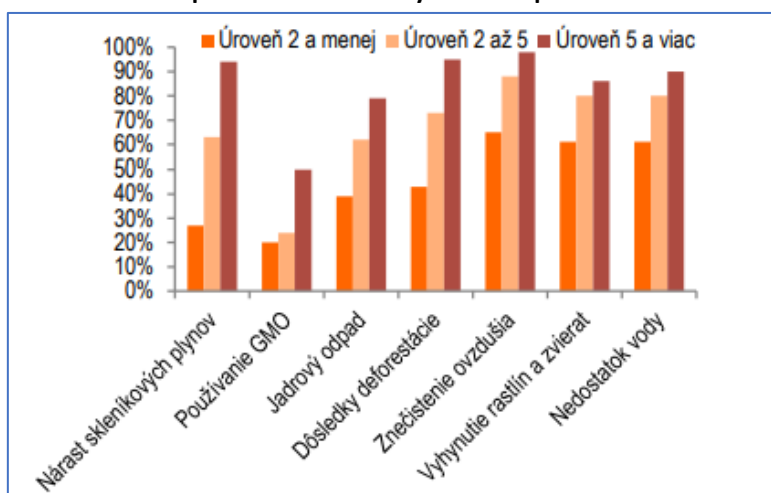 Úroveň 2 a menej Úroveň 2 až 5 Úroveň 5 a viac
100%
90%
80%
70%
60%
50%
40%
30%
20%
10%
0%
Nárast skleníkových plynov
Používanie GMO
Jadrový odpad
Dôsledky deforestácie
Znečistenie ovzdušia
Vyhynutie rastlín a zvierat
Nedostatok vody